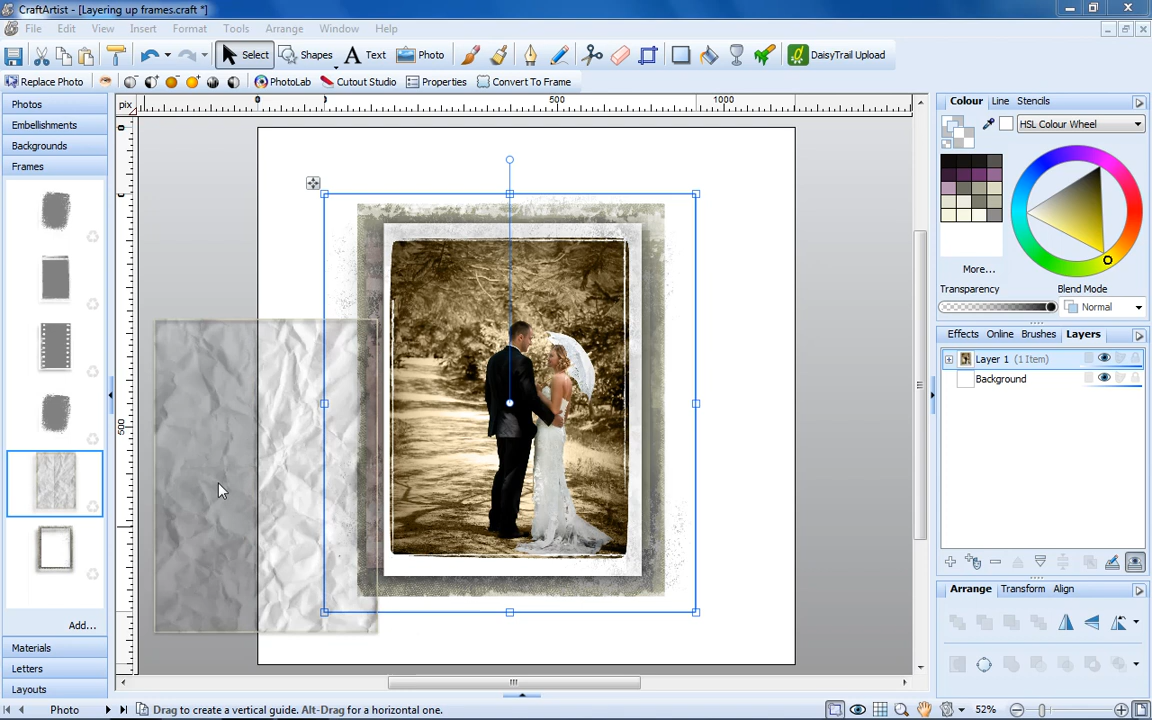 CraftArtist - [Layering up frames.craft *]
File Edit View Insert Format Tools Arrange Window Help
Select Shapes Text Photo DaisyTrail Upload
Replace Photo PhotoLab Cutout Studio Properties Convert To Frame
Photos
Embellishments
Backgrounds
Frames
Add...
Materials
Letters
Layouts
pix 0 500 1000
0
500
Colour Line Stencils
HSL Colour Wheel
More...
Transparency Blend Mode
Normal
Effects Online Brushes Layers
Layer 1 (1 Item)
Background
Arrange Transform Align
Photo Drag to create a vertical guide. Alt-Drag for a horizontal one. 52%